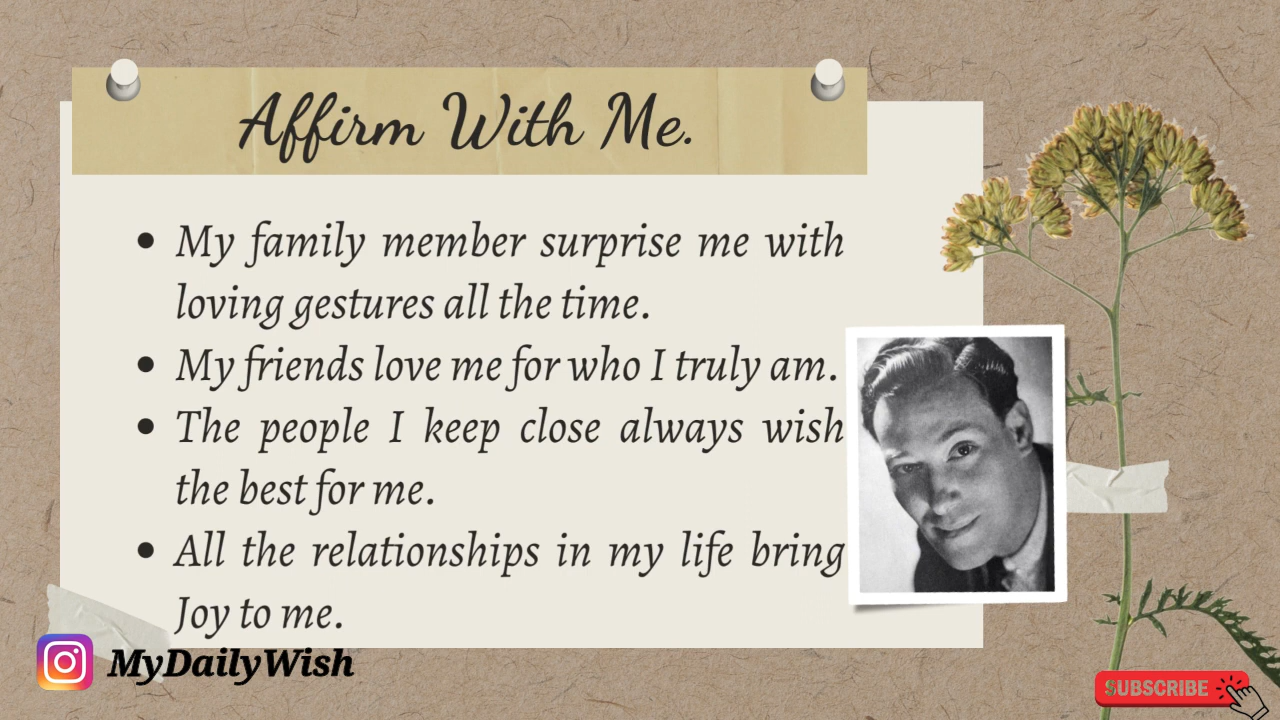 Affirm With Me.
• My family member surprise me with
loving gestures all the time.
• My friends love me for who I truly am.
• The people I keep close always wish
the best for me.
• All the relationships in my life bring
Joy to me.
MyDailyWish
SUBSCRIBE